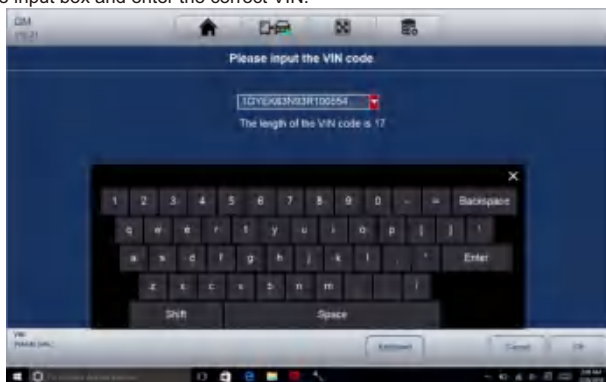 input box and enter the correct VIN.
GM
Please input the VIN code
The length of the VIN code is 17
1 2 3 4 5 6 7 8 9 0 - = Backspace
q w e r t y u i o p [ ] \
a s d f g h j k l ; ' Enter
z x c v b n m , . /
Shift Space
VIN:
Keyboard Cancel OK